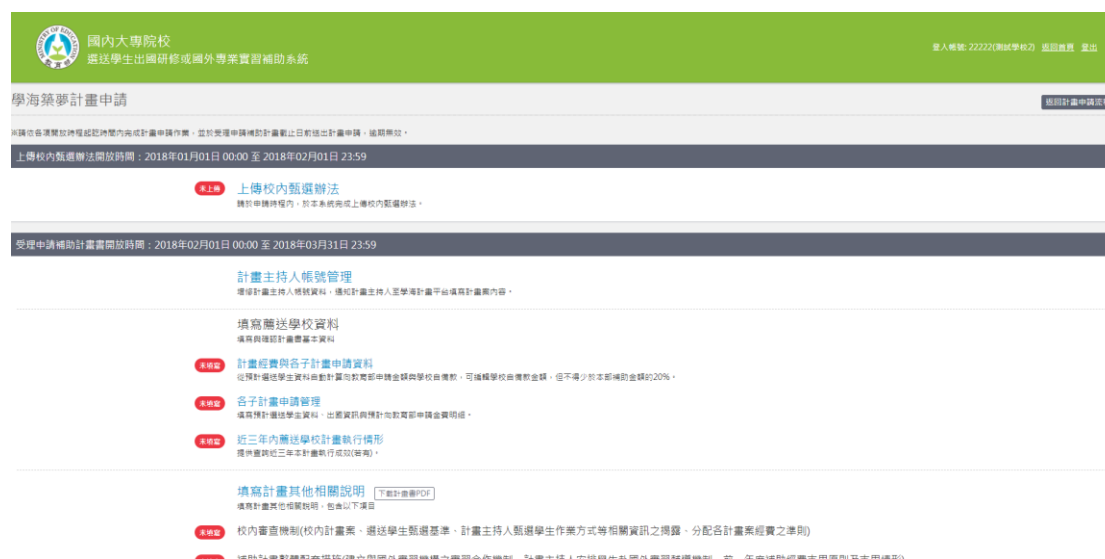 國內大專院校
選送學生出國研修或國外專業實習補助系統
登入帳號: 22222(測試學校2) 返回首頁 登出
學海築夢計畫申請
返回計畫申請流程
※請依各項開放時程起訖時間內完成計畫申請作業，並於受理申請補助計畫截止日前送出計畫申請，逾期無效。
上傳校內甄選辦法開放時間：2018年01月01日 00:00 至 2018年02月01日 23:59
未上傳 上傳校內甄選辦法
請於申請時程內，於本系統完成上傳校內甄選辦法。
受理申請補助計畫書開放時間：2018年02月01日 00:00 至 2018年03月31日 23:59
計畫主持人帳號管理
增修計畫主持人帳號資料，通知計畫主持人至學海計畫平台填寫計畫案內容。
填寫薦送學校資料
填寫與確認計畫書基本資料
未填寫 計畫經費與各子計畫申請資料
從預計選送學生資料自動計算向教育部申請金額與學校自備款，可編輯學校自備款金額，但不得少於本部補助金額的20%。
未填寫 各子計畫申請管理
填寫預計選送學生資料、出國資訊與預計向教育部申請金費明細。
未填寫 近三年內薦送學校計畫執行情形
提供查詢近三年本計畫執行成效(若有)。
填寫計畫其他相關說明 下載計畫書PDF
填寫計畫其他相關說明，包含以下項目
未填寫 校內審查機制(校內計畫案、選送學生甄選基準、計畫主持人甄選學生作業方式等相關資訊之揭露、分配各計畫案經費之準則)